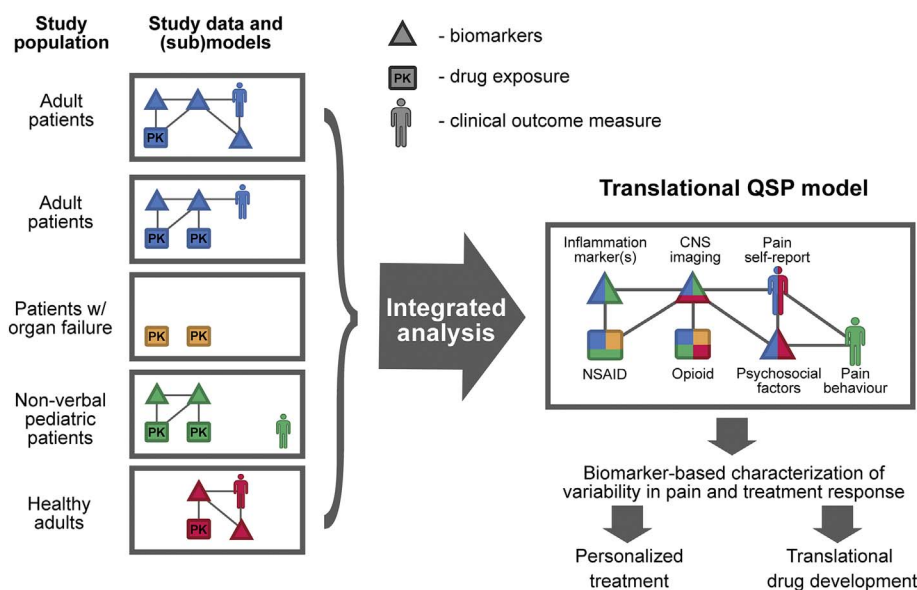 Study
population
Study data and
(sub)models
- biomarkers
PK
- drug exposure
- clinical outcome measure
Adult
patients
PK
Adult
patients
PK PK
Patients w/
organ failure
PK PK
Non-verbal
pediatric
patients
PK PK
Healthy
adults
PK
Integrated
analysis
Translational QSP model
Inflammation
marker(s)
CNS
imaging
Pain
self-report
NSAID
Opioid
Psychosocial
factors
Pain
behaviour
Biomarker-based characterization of
variability in pain and treatment response
Personalized
treatment
Translational
drug development